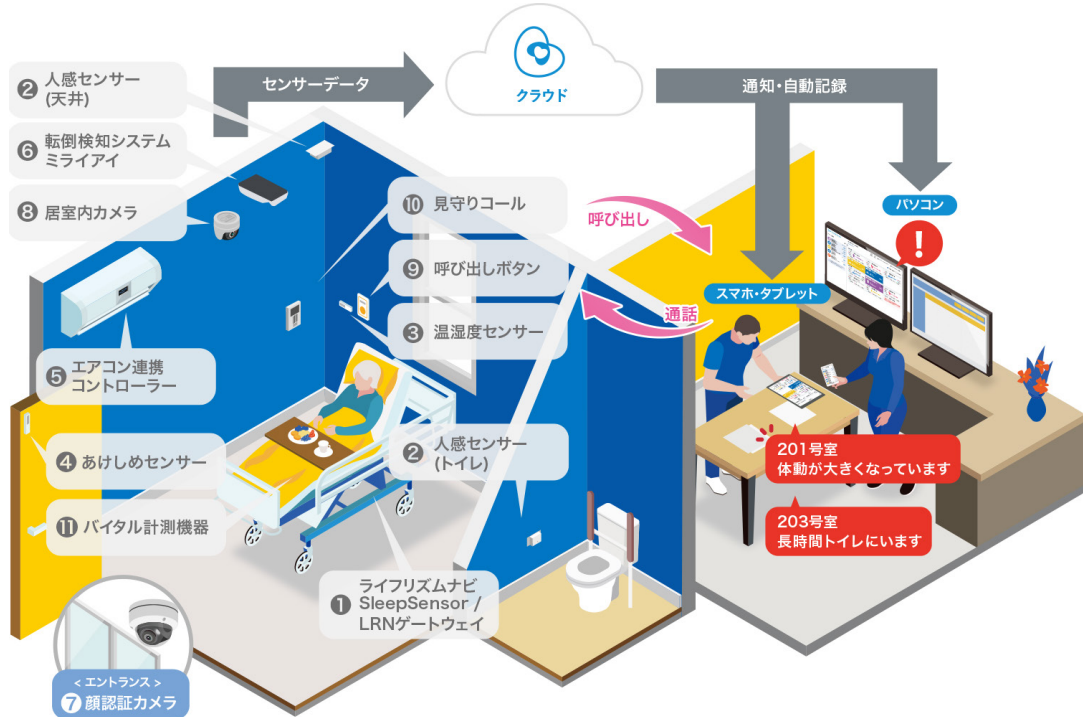 クラウド
センサーデータ
通知・自動記録
❷ 人感センサー
(天井)
❻ 転倒検知システム
ミライアイ
❽ 居室内カメラ
❿ 見守りコール
❾ 呼び出しボタン
❸ 温湿度センサー
呼び出し
通話
パソコン
!
スマホ・タブレット
❺ エアコン連携
コントローラー
❹ あけしめセンサー
⓫ バイタル計測機器
❷ 人感センサー
(トイレ)
❶ ライフリズムナビ
SleepSensor /
LRNゲートウェイ
201号室
体動が大きくなっています
203号室
長時間トイレにいます
< エントランス >
❼ 顔認証カメラ